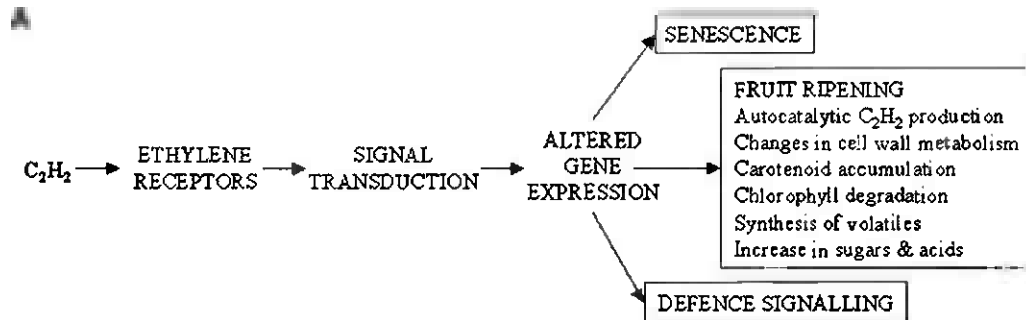 A
SENESCENCE
C₂H₂
ETHYLENE
RECEPTORS
SIGNAL
TRANSDUCTION
ALTERED
GENE
EXPRESSION
FRUIT RIPENING
Autocatalytic C₂H₂ production
Changes in cell wall metabolism
Carotenoid accumulation
Chlorophyll degradation
Synthesis of volatiles
Increase in sugars & acids
DEFENCE SIGNALLING